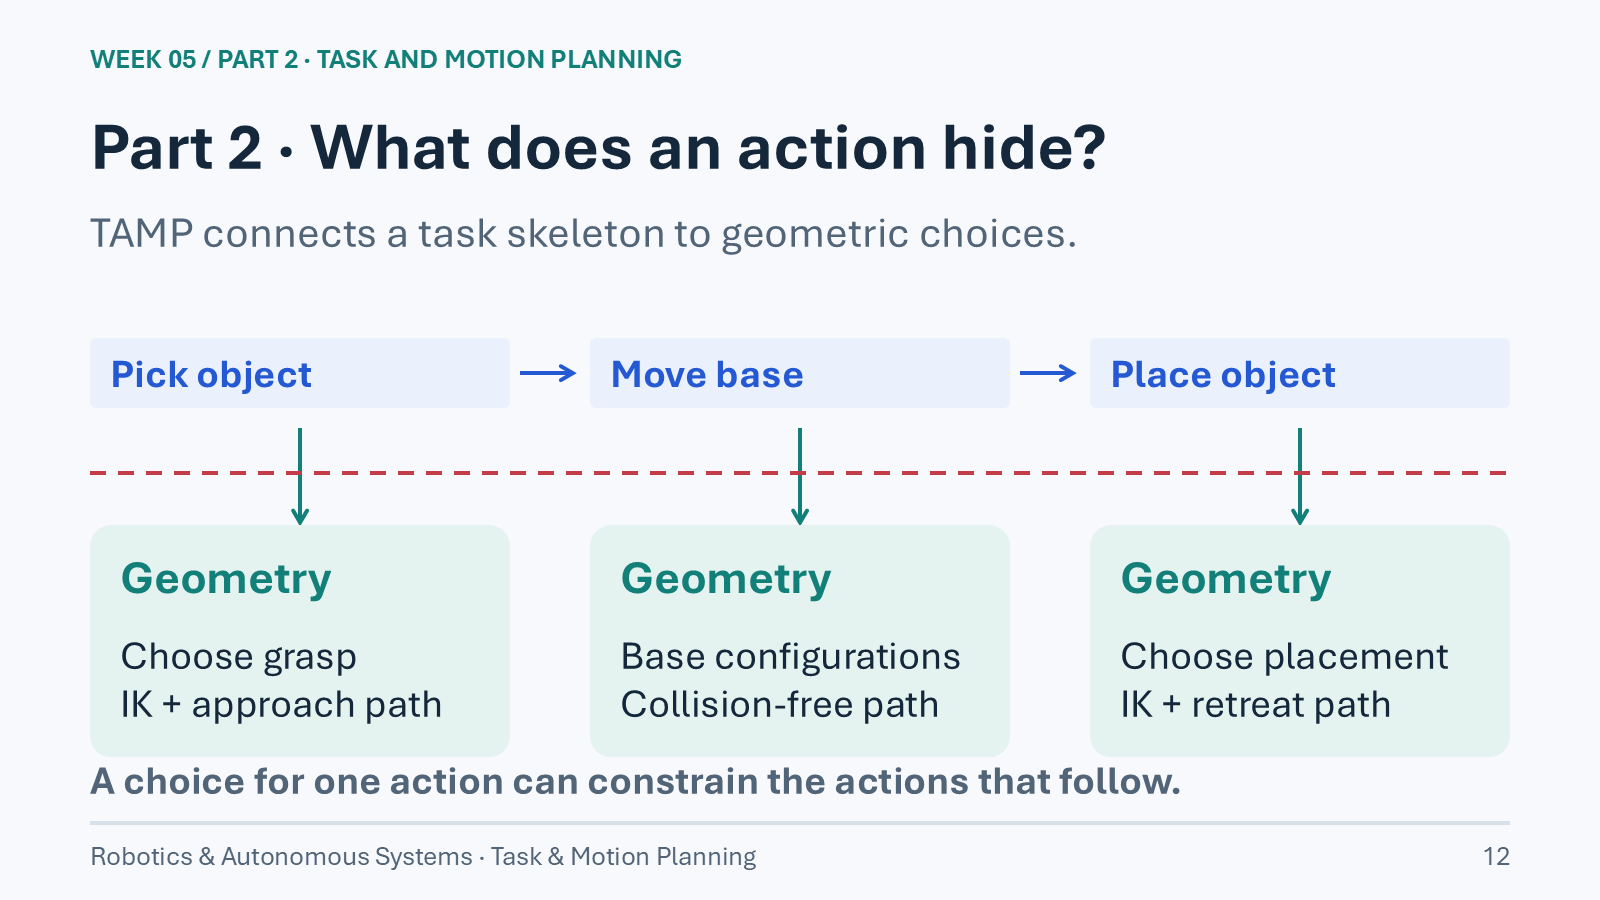 WEEK 05 / PART 2 · TASK AND MOTION PLANNING
Part 2 · What does an action hide?
TAMP connects a task skeleton to geometric choices.
Pick object
Move base
Place object
Geometry
Choose grasp
IK + approach path
Geometry
Base configurations
Collision-free path
Geometry
Choose placement
IK + retreat path
A choice for one action can constrain the actions that follow.
Robotics & Autonomous Systems · Task & Motion Planning
12